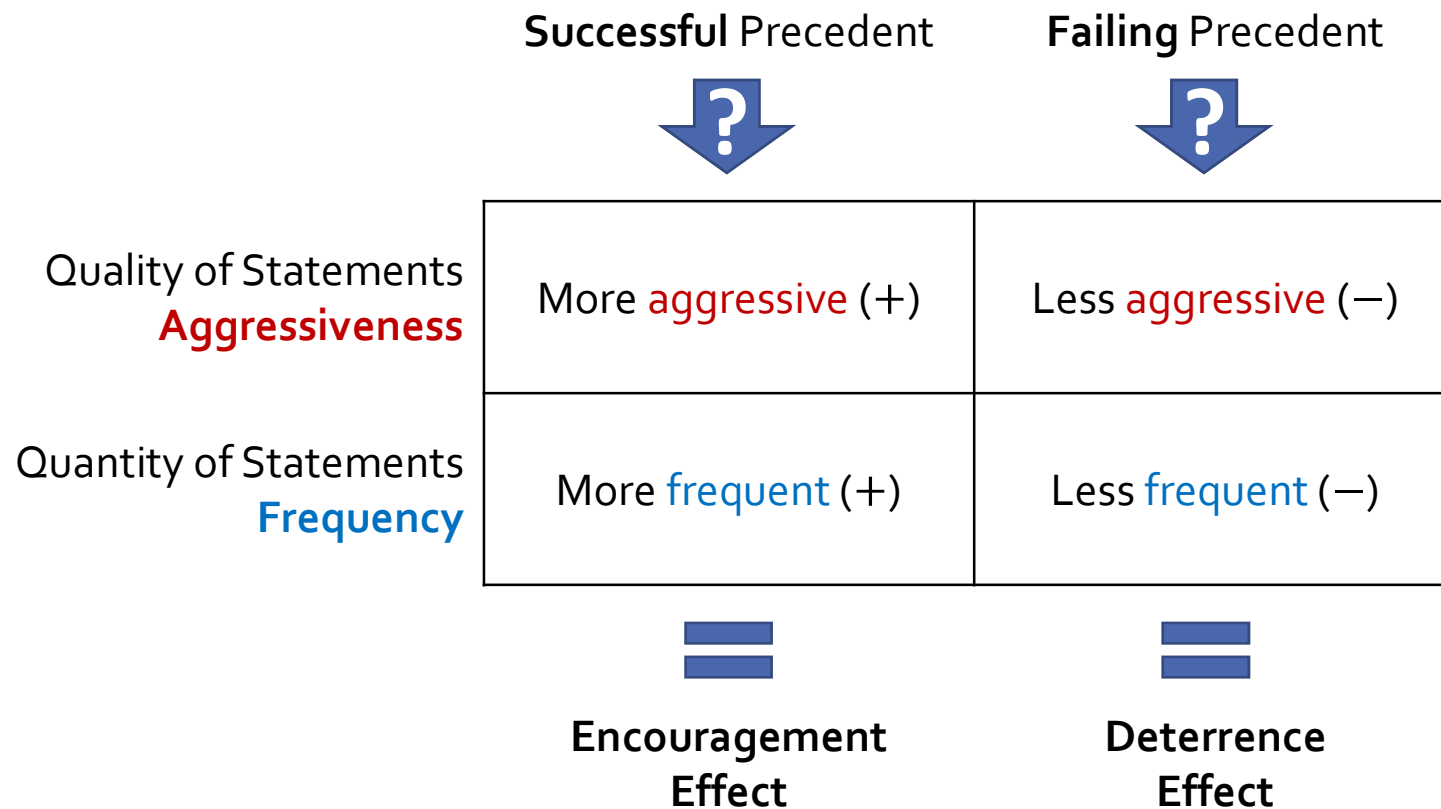 Successful Precedent
Failing Precedent
?
?
Quality of Statements
Aggressiveness
More aggressive (+)
Less aggressive (−)
Quantity of Statements
Frequency
More frequent (+)
Less frequent (−)
Encouragement
Effect
Deterrence
Effect